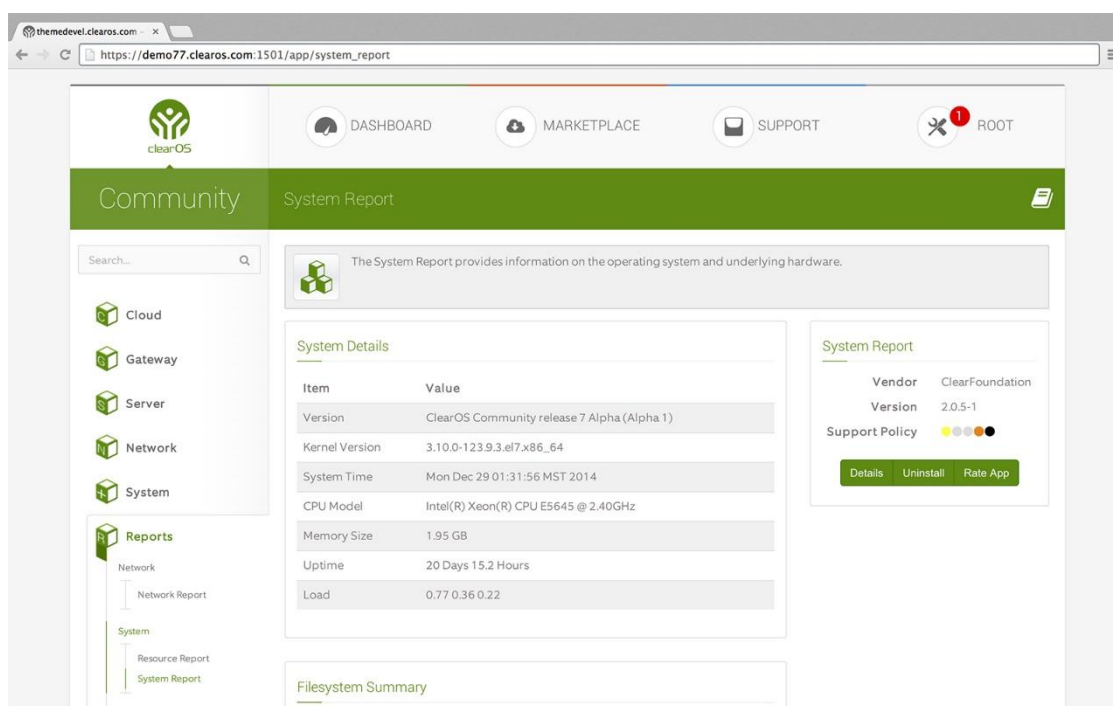 themedevel.clearos.com - ×
https://demo77.clearos.com:1501/app/system_report
clearOS
DASHBOARD
MARKETPLACE
SUPPORT
1
ROOT
Community
System Report
Search...
The System Report provides information on the operating system and underlying hardware.
Cloud
Gateway
Server
Network
System
Reports
Network
Network Report
System
Resource Report
System Report
System Details
Item Value
Version ClearOS Community release 7 Alpha (Alpha 1)
Kernel Version 3.10.0-123.9.3.el7.x86_64
System Time Mon Dec 29 01:31:56 MST 2014
CPU Model Intel(R) Xeon(R) CPU E5645 @ 2.40GHz
Memory Size 1.95 GB
Uptime 20 Days 15.2 Hours
Load 0.77 0.36 0.22
Filesystem Summary
System Report
Vendor ClearFoundation
Version 2.0.5-1
Support Policy
Details Uninstall Rate App